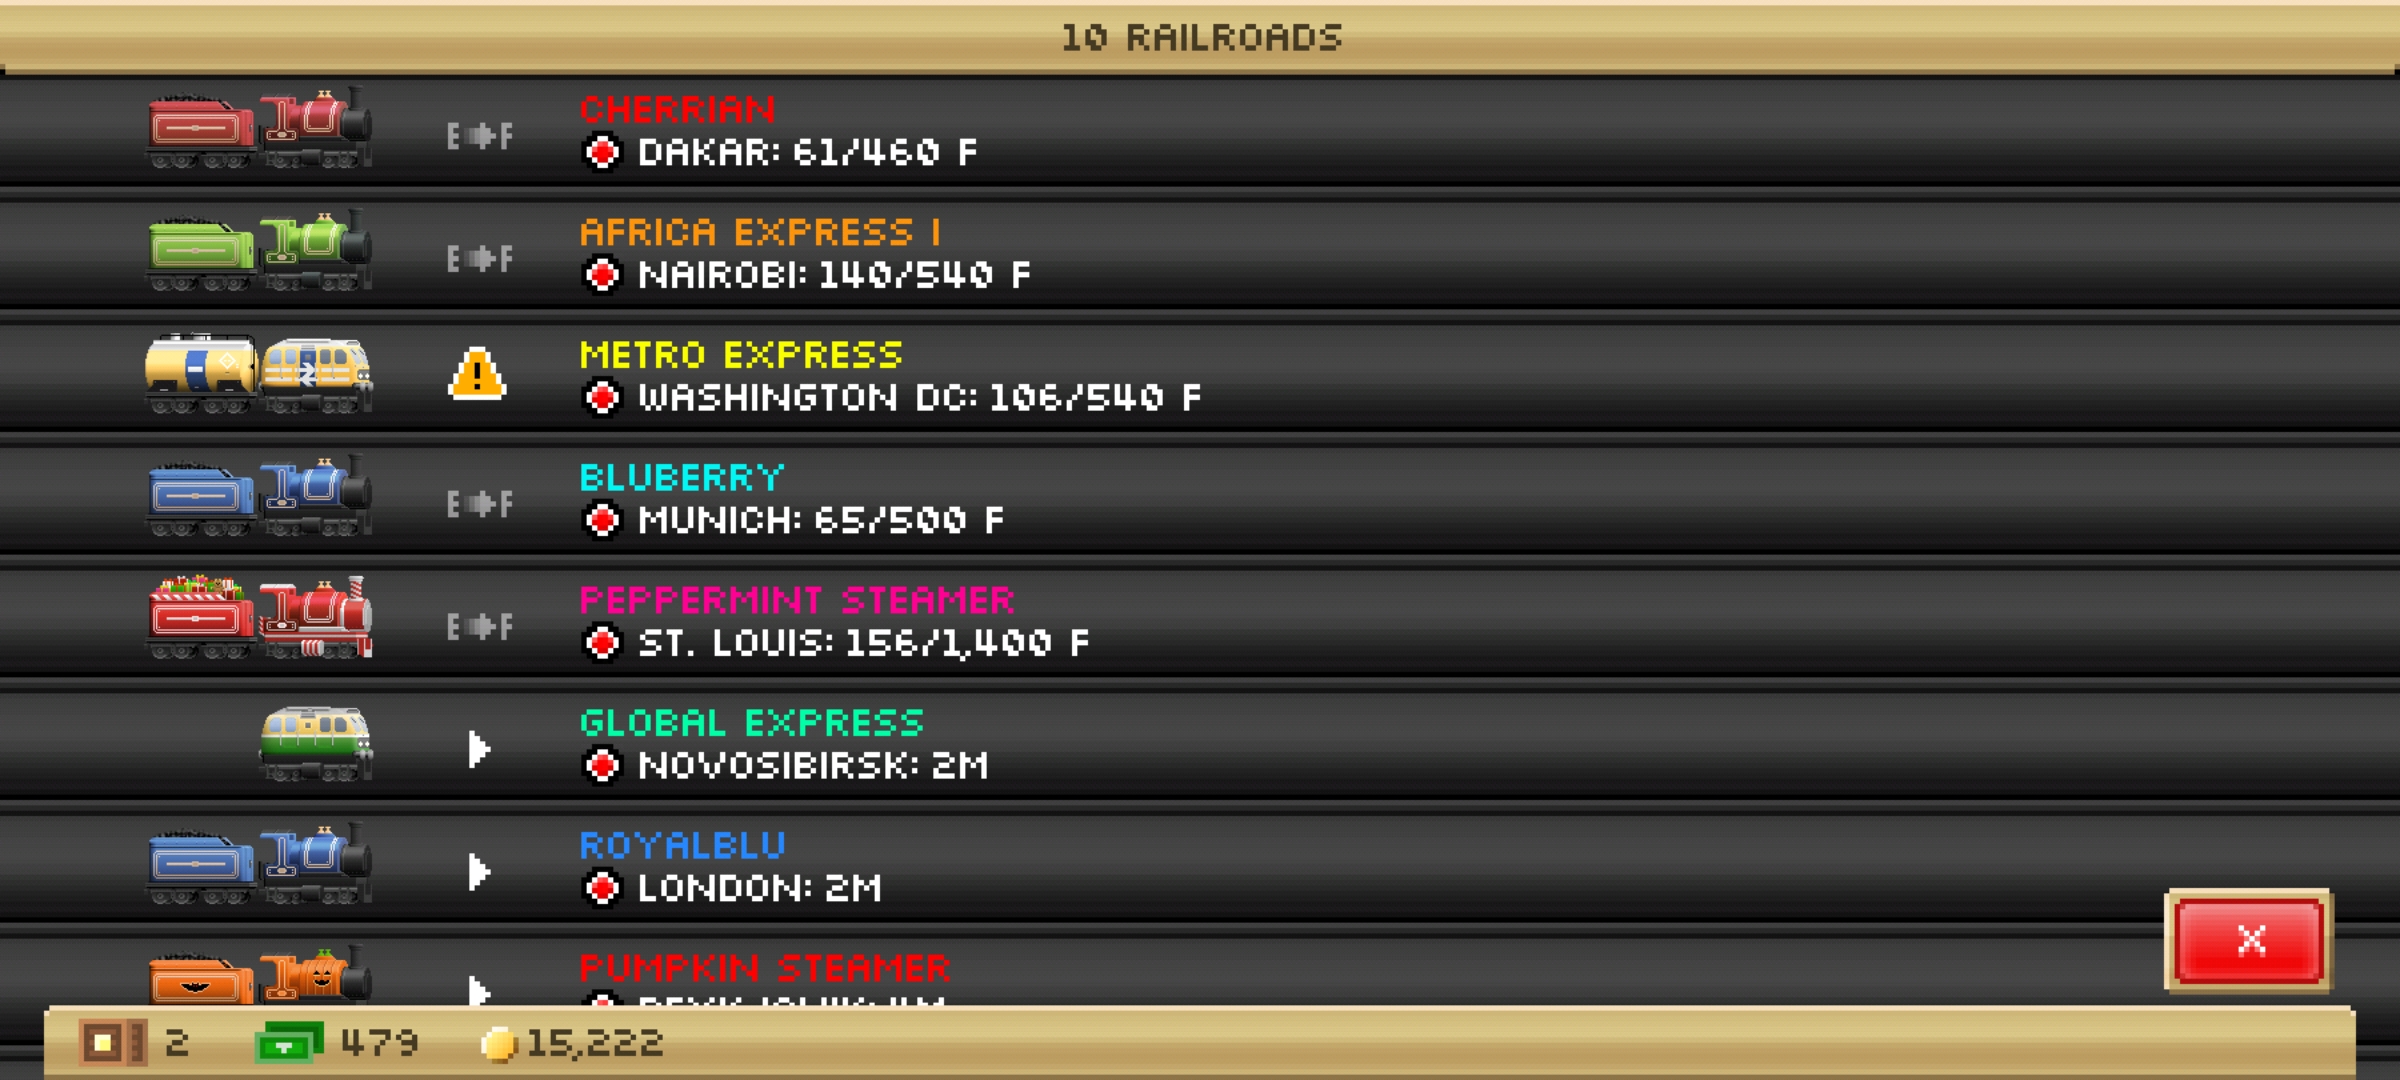 10 RAILROADS
E F
CHERRIAN
DAKAR: 61/460 F
E F
AFRICA EXPRESS I
NAIROBI: 140/540 F
!
METRO EXPRESS
WASHINGTON DC: 106/540 F
E F
BLUBERRY
MUNICH: 65/500 F
E F
PEPPERMINT STEAMER
ST. LOUIS: 156/1,400 F
GLOBAL EXPRESS
NOVOSIBIRSK: 2M
ROYALBLU
LONDON: 2M
PUMPKIN STEAMER
X
2 479 15,222